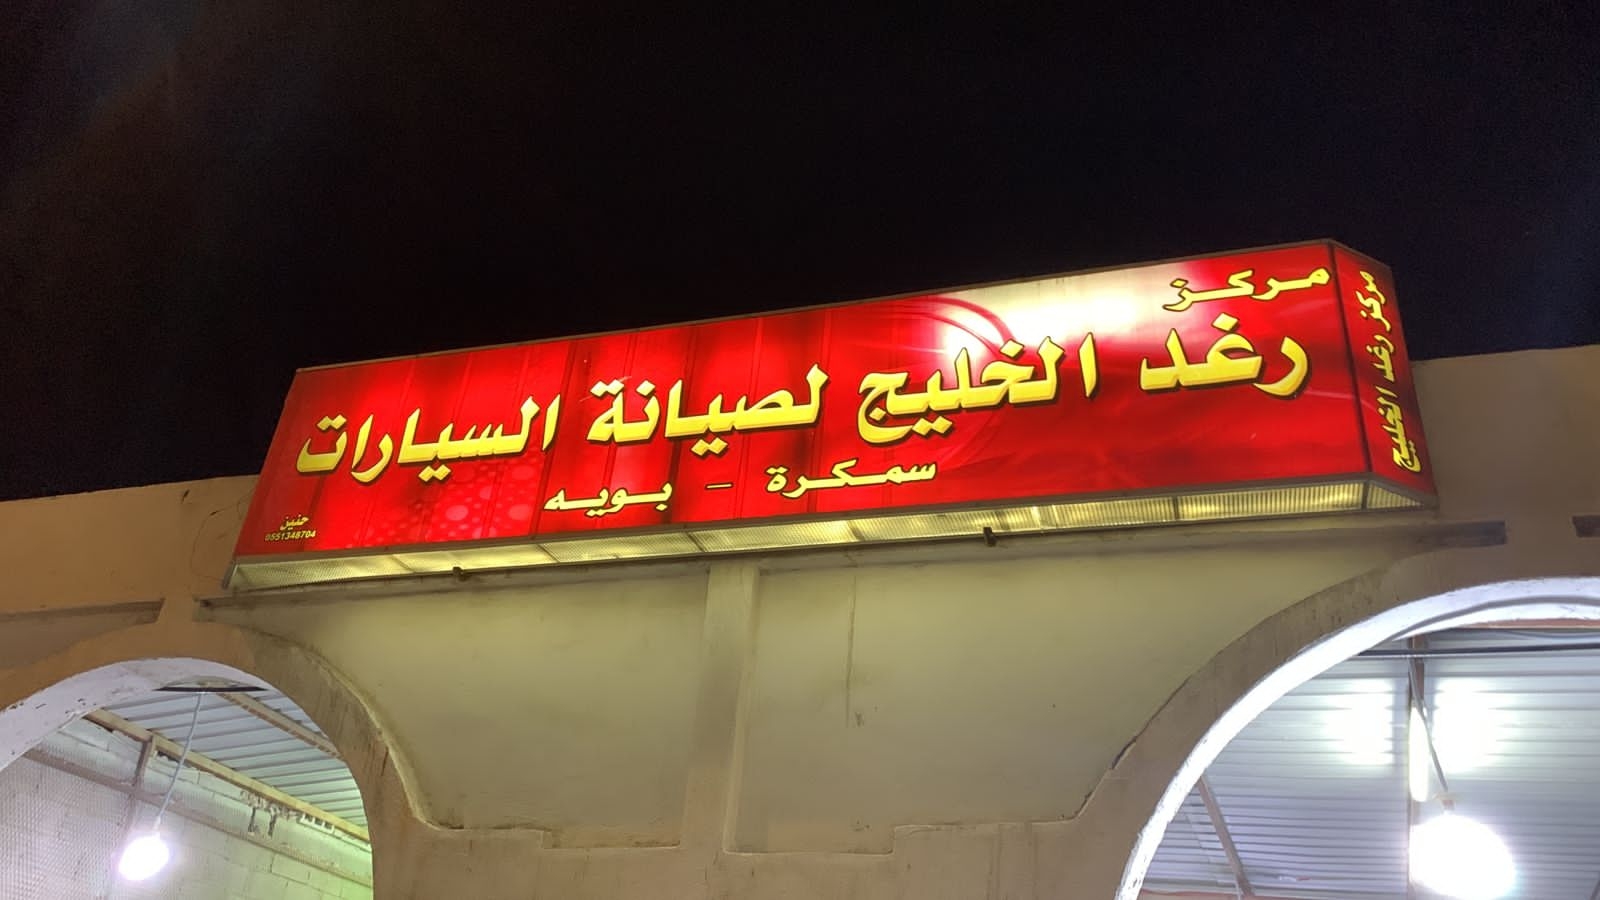 مركز
رغد الخليج لصيانة السيارات
سمكرة - بويه
حنين
0551348704
مركز رغد الخليج